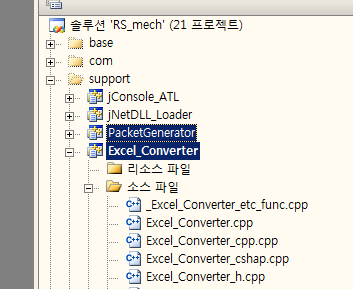 솔루션 'RS_mech' (21 프로젝트)
base
com
support
jConsole_ATL
jNetDLL_Loader
PacketGenerator
Excel_Converter
리소스 파일
소스 파일
_Excel_Converter_etc_func.cpp
Excel_Converter.cpp
Excel_Converter_cpp.cpp
Excel_Converter_cshap.cpp
Excel_Converter_h.cpp